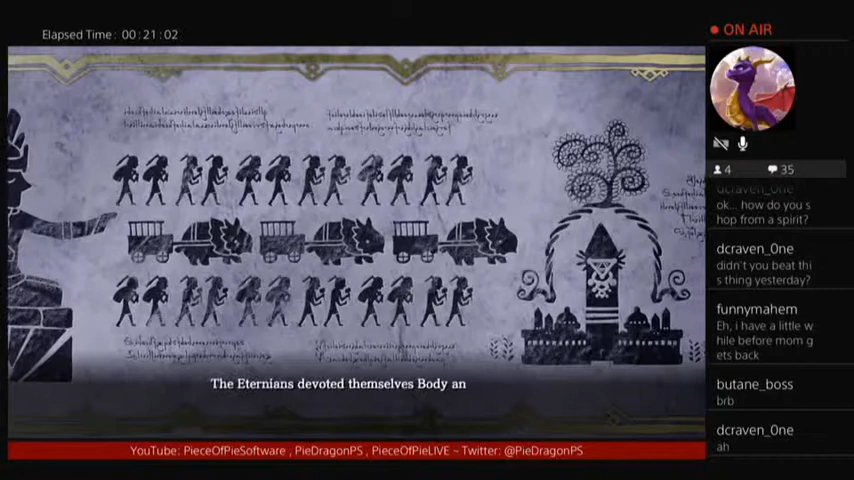 Elapsed Time: 00:21:02
ON AIR
4
35
dcraven_0ne
ok... how do you s
hop from a spirit?
dcraven_0ne
didn't you beat thi
s thing yesterday?
funnymahem
Eh, i have a little w
hile before mom g
ets back
butane_boss
brb
dcraven_0ne
ah
The Eternians devoted themselves Body an
YouTube: PieceOfPieSoftware , PieDragonPS , PieceOfPieLIVE ~ Twitter: @PieDragonPS